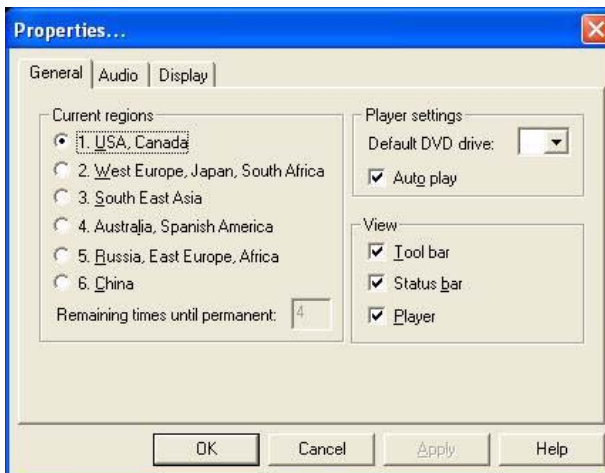 Properties...
General
Audio
Display
Current regions
1. USA, Canada
2. West Europe, Japan, South Africa
3. South East Asia
4. Australia, Spanish America
5. Russia, East Europe, Africa
6. China
Remaining times until permanent: 4
Player settings
Default DVD drive:
Auto play
View
Tool bar
Status bar
Player
OK
Cancel
Apply
Help